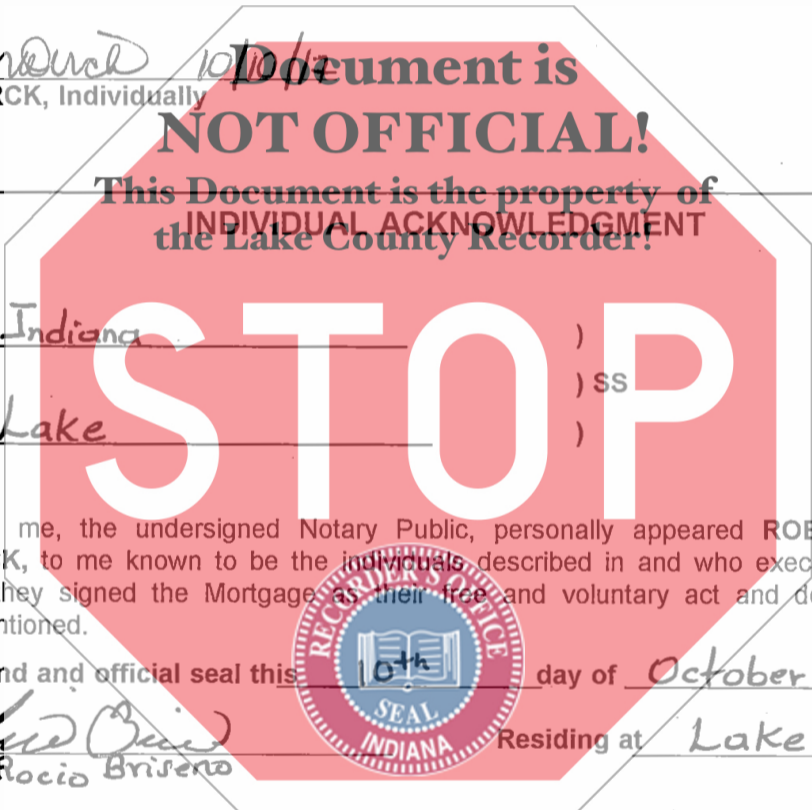 10/10/17
CK, Individually
Document is
NOT OFFICIAL!
This Document is the property of
the Lake County Recorder!
INDIVIDUAL ACKNOWLEDGMENT
Indiana )
) SS
Lake )
STOP
me, the undersigned Notary Public, personally appeared ROB
K, to me known to be the individuals described in and who exec
hey signed the Mortgage as their free and voluntary act and de
ntioned.
nd and official seal this 10th day of October
RECORDER'S OFFICE
SEAL
INDIANA
Residing at Lake
Rocio Briseno